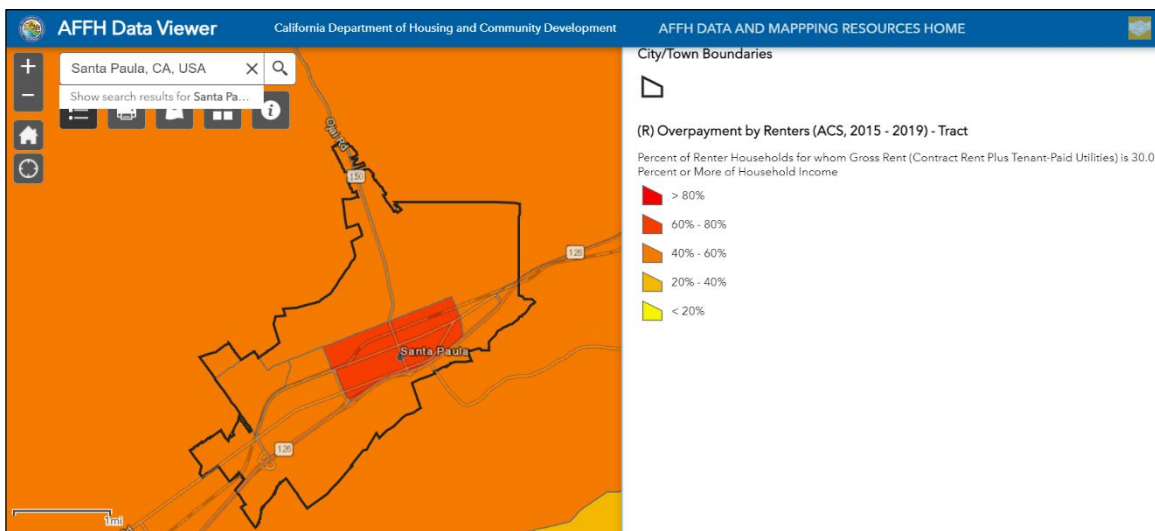 AFFH Data Viewer
California Department of Housing and Community Development
AFFH DATA AND MAPPPING RESOURCES HOME
+
Santa Paula, CA, USA
Show search results for Santa Pa...
−
Ojai Rd
150
126
Santa Paula
126
1mi
City/Town Boundaries
(R) Overpayment by Renters (ACS, 2015 - 2019) - Tract
Percent of Renter Households for whom Gross Rent (Contract Rent Plus Tenant-Paid Utilities) is 30.0
Percent or More of Household Income
> 80%
60% - 80%
40% - 60%
20% - 40%
< 20%